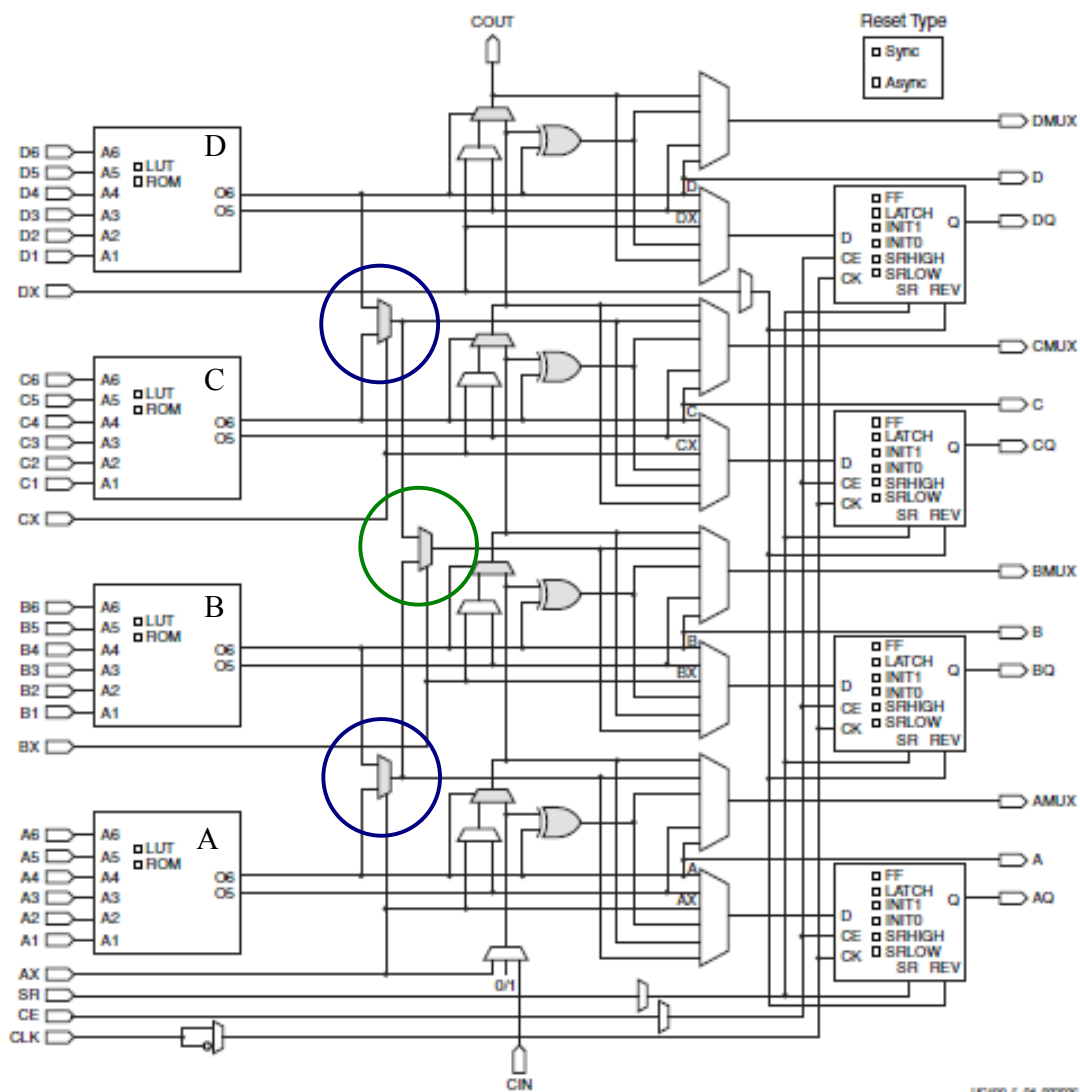 COUT
Reset Type
Sync
Async
DMUX
D
D6 A6
D5 A5 LUT
D4 A4 ROM O6
D3 A3 O5
D2 A2
D1 A1
D
D
DX
DX
FF
LATCH
INIT1
INIT0
SRHIGH
SRLOW
D
CE
CK
Q
SR REV
DQ
CMUX
C
C6 A6
C5 A5 LUT
C4 A4 ROM O6
C3 A3 O5
C2 A2
C1 A1
C
C
CX
CX
FF
LATCH
INIT1
INIT0
SRHIGH
SRLOW
D
CE
CK
Q
SR REV
CQ
BMUX
B
B6 A6
B5 A5 LUT
B4 A4 ROM O6
B3 A3 O5
B2 A2
B1 A1
B
B
BX
BX
FF
LATCH
INIT1
INIT0
SRHIGH
SRLOW
D
CE
CK
Q
SR REV
BQ
AMUX
A
A6 A6
A5 A5 LUT
A4 A4 ROM O6
A3 A3 O5
A2 A2
A1 A1
A
A
AX
AX
FF
LATCH
INIT1
INIT0
SRHIGH
SRLOW
D
CE
CK
Q
SR REV
AQ
0/1
SR
CE
CLK
CIN